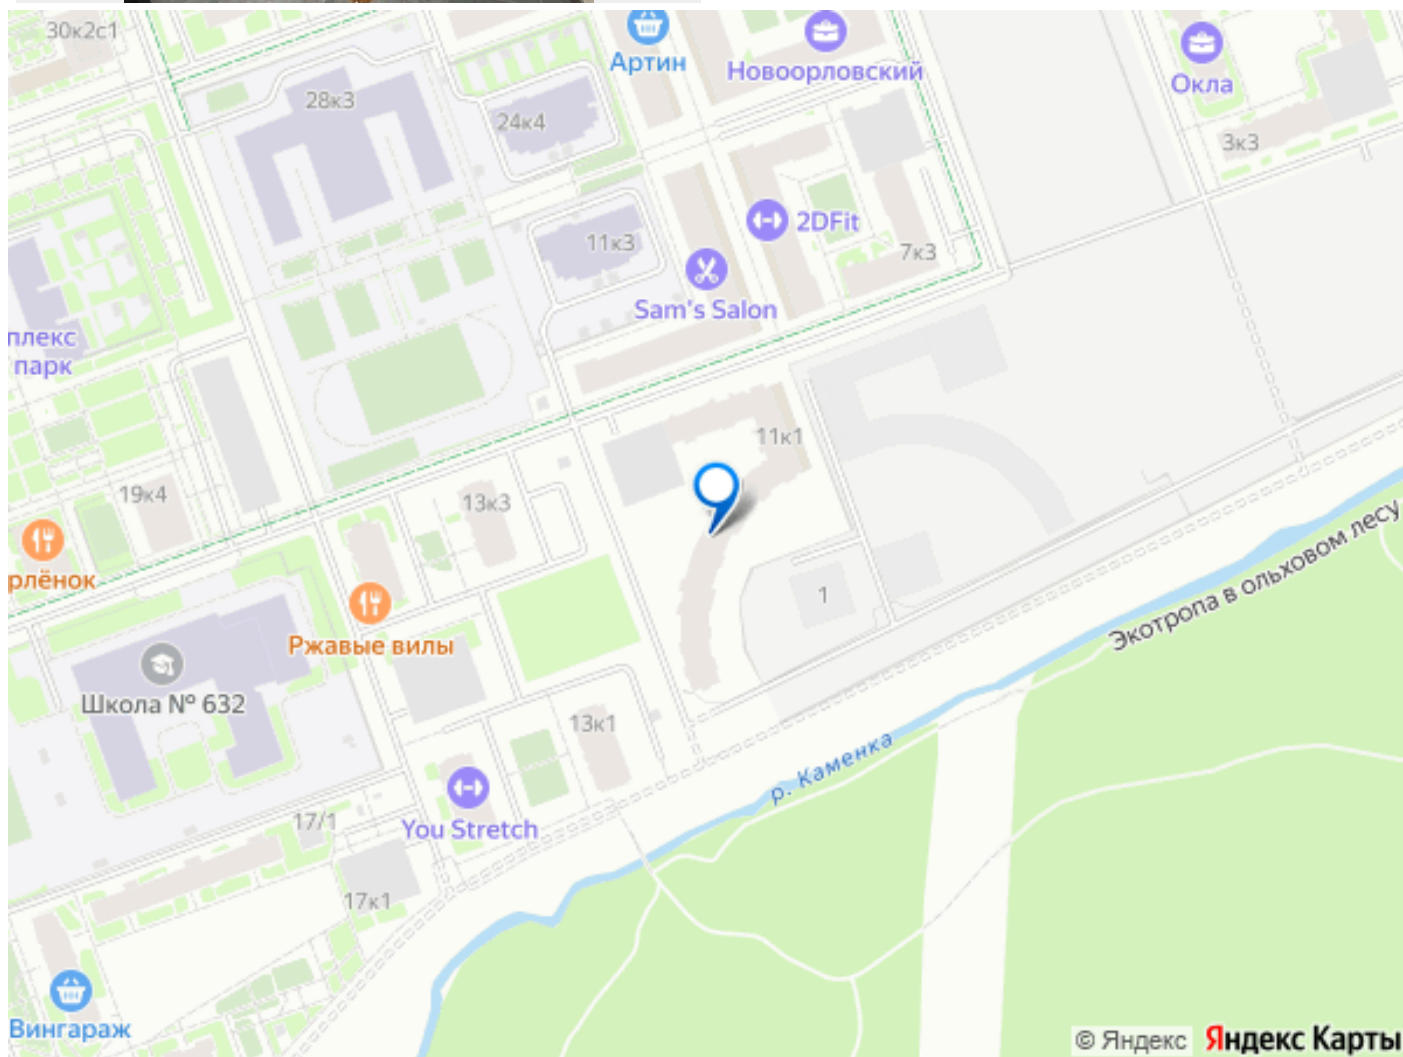 30к2с1
Артин
Новоорловский
Окла
28к3
24к4
3к3
2DFit
11к3
7к3
Sam's Salon
плекс
парк
11к1
19к4
13к3
рлёнок
Ржавые вилы
1
Экотропа в ольховом лесу
Школа № 632
13к1
р. Каменка
17/1
You Stretch
17к1
Вингараж
© Яндекс Яндекс Карты